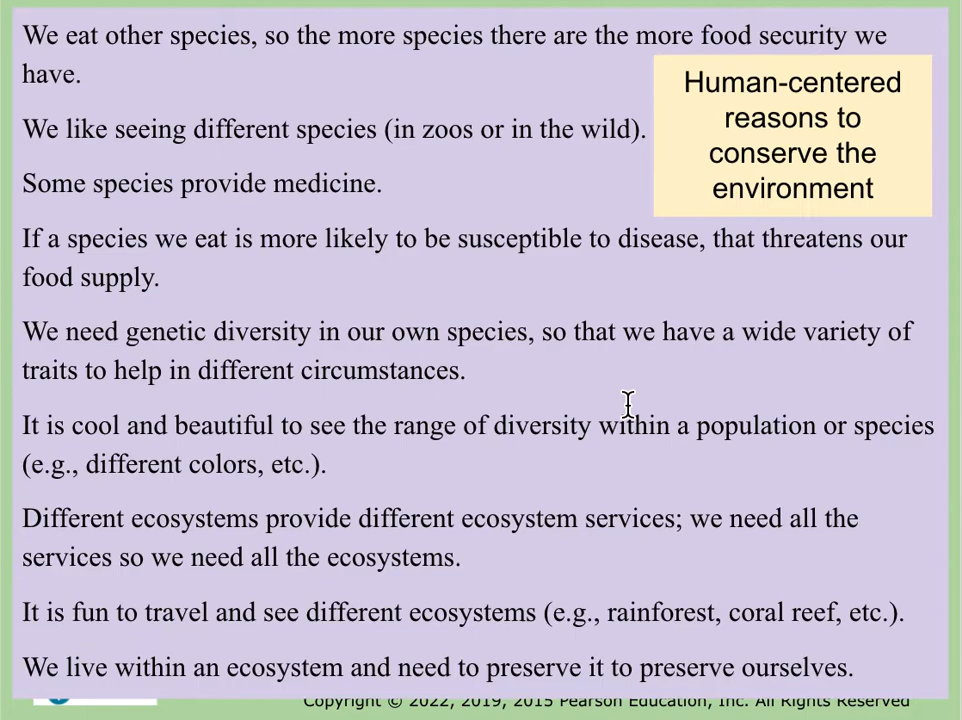 We eat other species, so the more species there are the more food security we
have.
Human-centered
reasons to
conserve the
environment
We like seeing different species (in zoos or in the wild).
Some species provide medicine.
If a species we eat is more likely to be susceptible to disease, that threatens our
food supply.
We need genetic diversity in our own species, so that we have a wide variety of
traits to help in different circumstances.
It is cool and beautiful to see the range of diversity within a population or species
(e.g., different colors, etc.).
Different ecosystems provide different ecosystem services; we need all the
services so we need all the ecosystems.
It is fun to travel and see different ecosystems (e.g., rainforest, coral reef, etc.).
We live within an ecosystem and need to preserve it to preserve ourselves.
Copyright © 2022, 2019, 2015 Pearson Education, Inc. All Rights Reserved